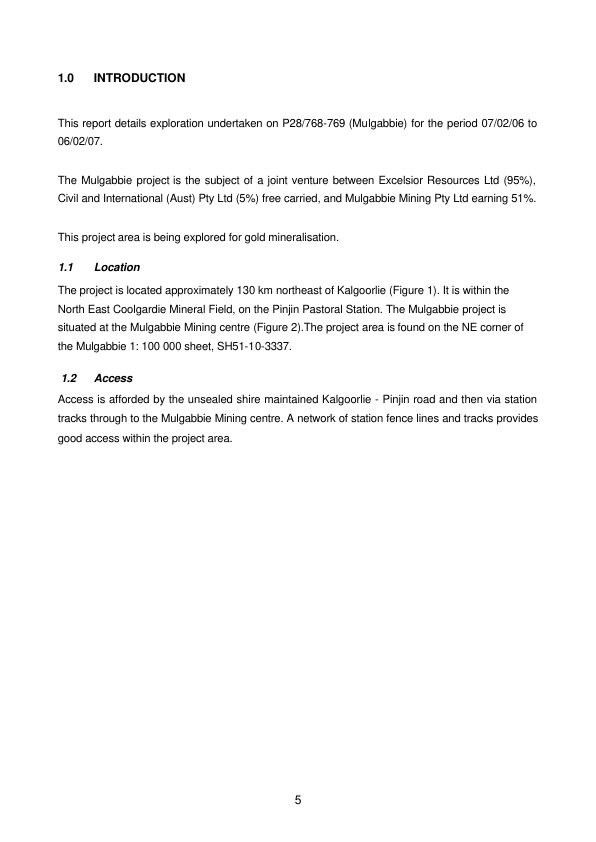 1.0 INTRODUCTION
This report details exploration undertaken on P28/768-769 (Mulgabbie) for the period 07/02/06 to
06/02/07.
The Mulgabbie project is the subject of a joint venture between Excelsior Resources Ltd (95%),
Civil and International (Aust) Pty Ltd (5%) free carried, and Mulgabbie Mining Pty Ltd earning 51%.
This project area is being explored for gold mineralisation.
1.1 Location
The project is located approximately 130 km northeast of Kalgoorlie (Figure 1). It is within the
North East Coolgardie Mineral Field, on the Pinjin Pastoral Station. The Mulgabbie project is
situated at the Mulgabbie Mining centre (Figure 2).The project area is found on the NE corner of
the Mulgabbie 1: 100 000 sheet, SH51-10-3337.
1.2 Access
Access is afforded by the unsealed shire maintained Kalgoorlie - Pinjin road and then via station
tracks through to the Mulgabbie Mining centre. A network of station fence lines and tracks provides
good access within the project area.
5